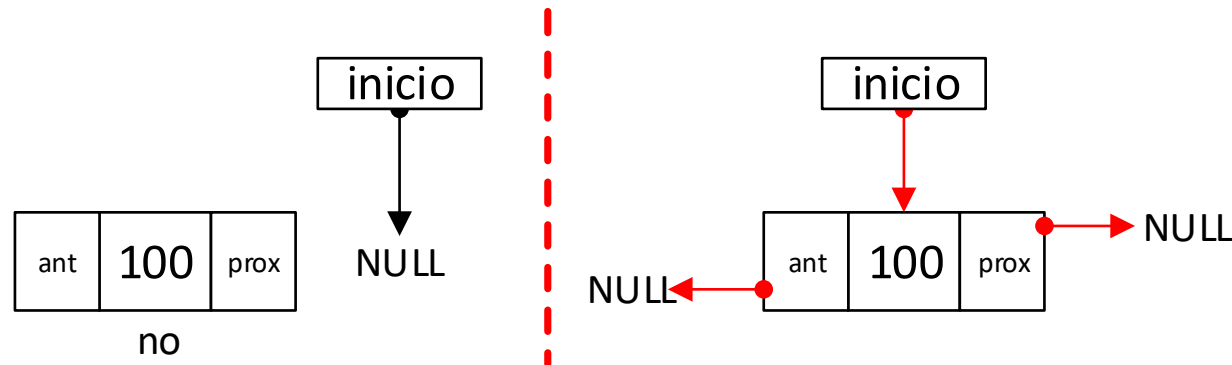 inicio
ant 100 prox
NULL
no
inicio
NULL
ant 100 prox
NULL